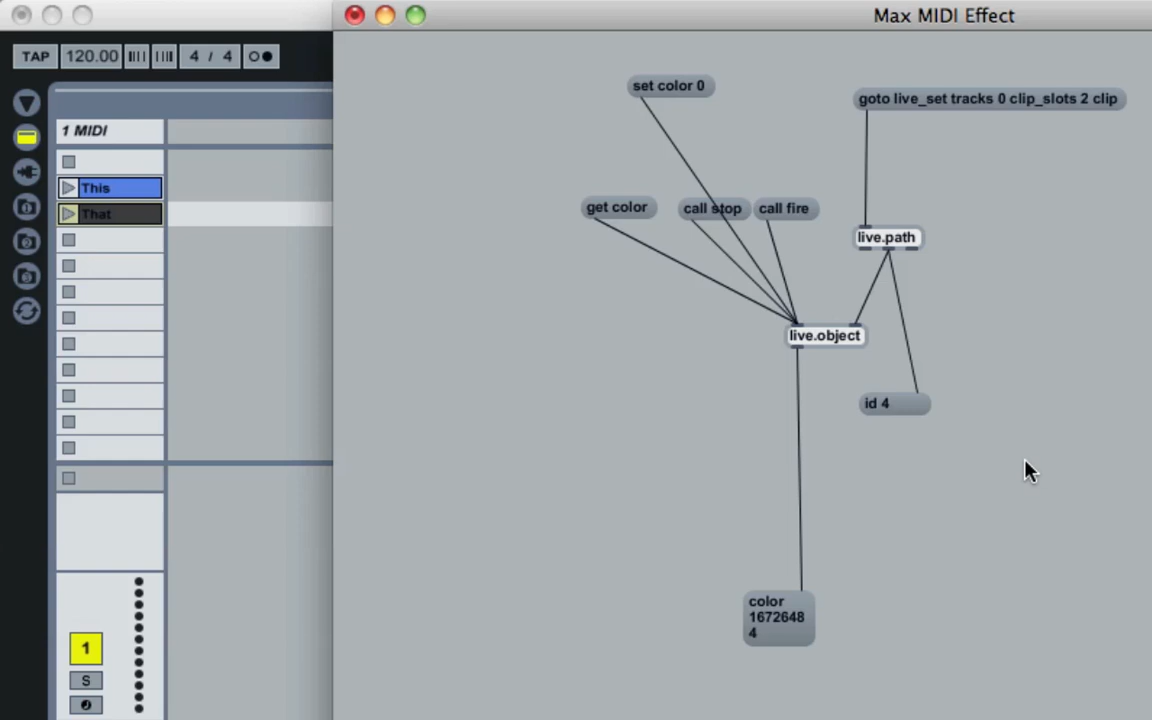 Max MIDI Effect
TAP 120.00 4 / 4
1 MIDI
This
That
set color 0
goto live_set tracks 0 clip_slots 2 clip
get color
call stop
call fire
live.path
live.object
id 4
color
1672648
4
1
S